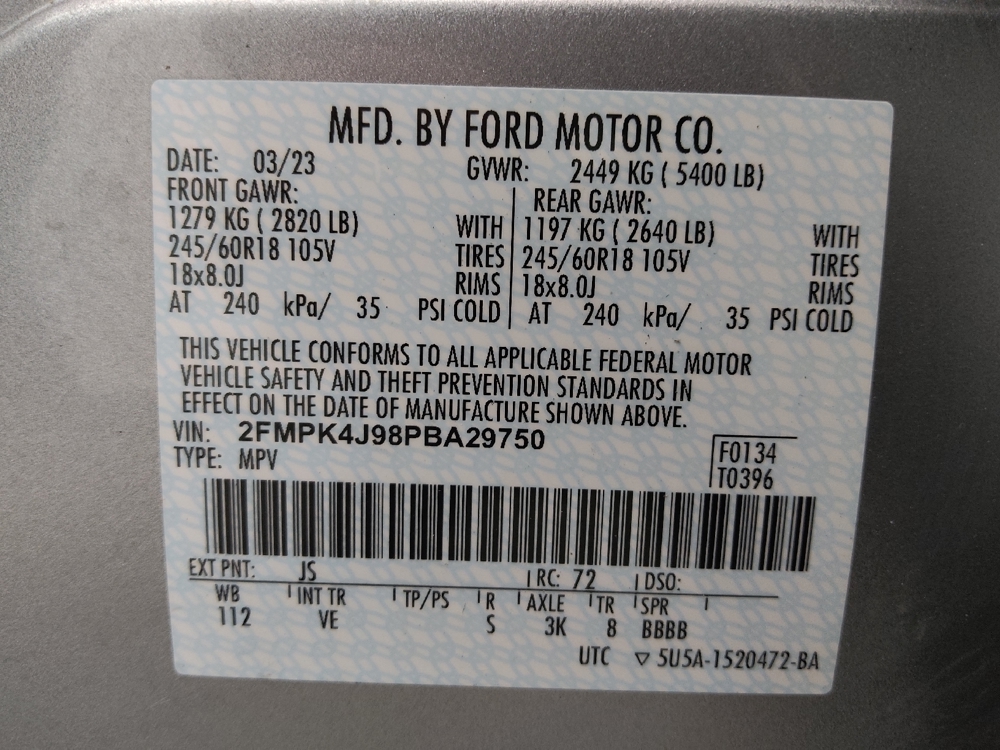 MFD. BY FORD MOTOR CO.
DATE: 03/23 GVWR: 2449 KG ( 5400 LB)
FRONT GAWR: REAR GAWR:
1279 KG ( 2820 LB) WITH 1197 KG ( 2640 LB) WITH
245/60R18 105V TIRES 245/60R18 105V TIRES
18x8.0J RIMS 18x8.0J RIMS
AT 240 kPa/ 35 PSI COLD AT 240 kPa/ 35 PSI COLD
THIS VEHICLE CONFORMS TO ALL APPLICABLE FEDERAL MOTOR
VEHICLE SAFETY AND THEFT PREVENTION STANDARDS IN
EFFECT ON THE DATE OF MANUFACTURE SHOWN ABOVE.
VIN: 2FMPK4J98PBA29750
TYPE: MPV
F0134
T0396
EXT PNT: JS RC: 72 DSO:
WB INT TR TP/PS R AXLE TR SPR
112 VE S 3K 8 BBBB
UTC ▽ 5U5A-1520472-BA